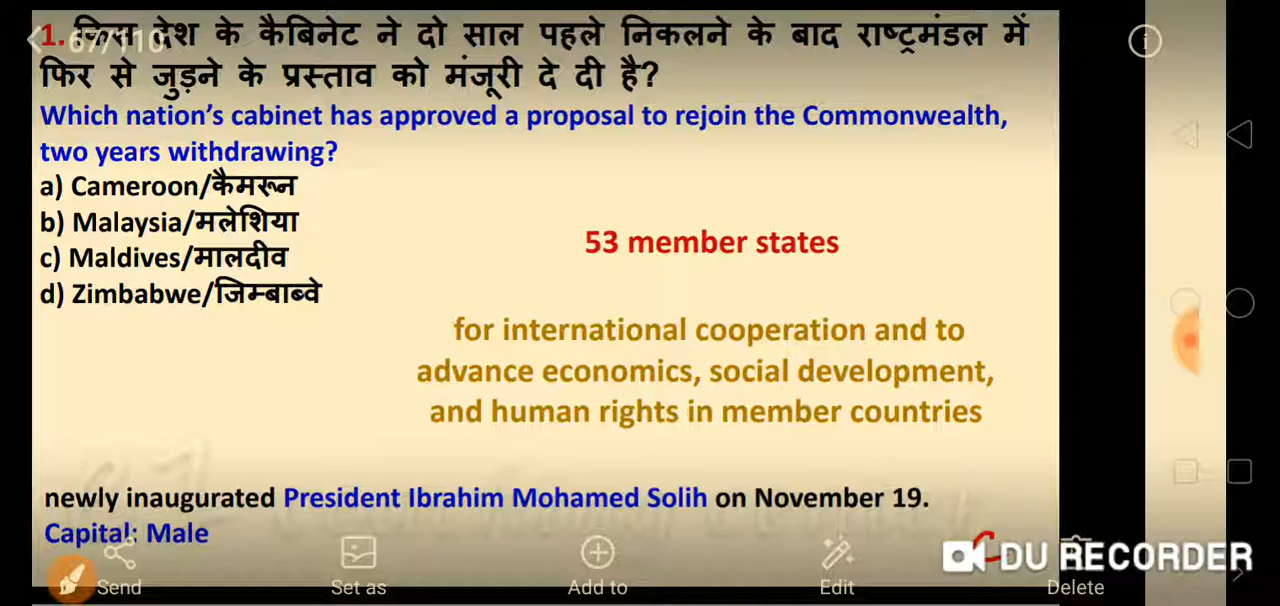 67/110
1. किस देश के कैबिनेट ने दो साल पहले निकलने के बाद राष्ट्रमंडल में
फिर से जुड़ने के प्रस्ताव को मंजूरी दे दी है?
Which nation's cabinet has approved a proposal to rejoin the Commonwealth,
two years withdrawing?
a) Cameroon/कैमरून
b) Malaysia/मलेशिया
c) Maldives/मालदीव
d) Zimbabwe/जिम्बाब्वे
53 member states
for international cooperation and to
advance economics, social development,
and human rights in member countries
newly inaugurated President Ibrahim Mohamed Solih on November 19.
Capital: Male
DU RECORDER
Send
Set as
Add to
Edit
Delete